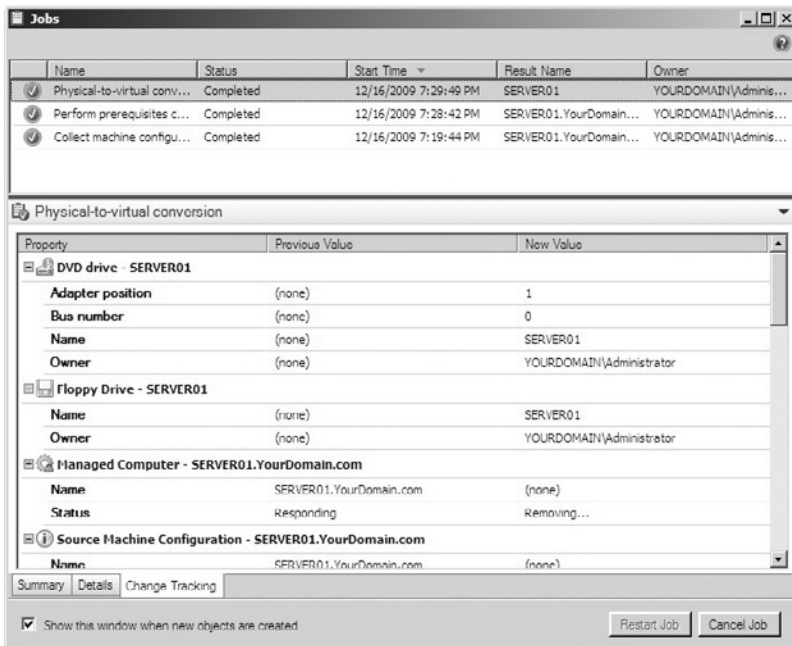 Jobs
Name Status Start Time Result Name Owner
Physical-to-virtual conv... Completed 12/16/2009 7:29:49 PM SERVER01 YOURDOMAIN\Adminis...
Perform prerequisites c... Completed 12/16/2009 7:28:42 PM SERVER01.YourDomain... YOURDOMAIN\Adminis...
Collect machine configu... Completed 12/16/2009 7:19:44 PM SERVER01.YourDomain... YOURDOMAIN\Adminis...
Physical-to-virtual conversion
Property Previous Value New Value
DVD drive - SERVER01
Adapter position (none) 1
Bus number (none) 0
Name (none) SERVER01
Owner (none) YOURDOMAIN\Administrator
Floppy Drive - SERVER01
Name (none) SERVER01
Owner (none) YOURDOMAIN\Administrator
Managed Computer - SERVER01.YourDomain.com
Name SERVER01.YourDomain.com (none)
Status Responding Removing...
Source Machine Configuration - SERVER01.YourDomain.com
Name SERVER01.YourDomain.com (none)
Summary Details Change Tracking
Show this window when new objects are created Restart Job Cancel Job